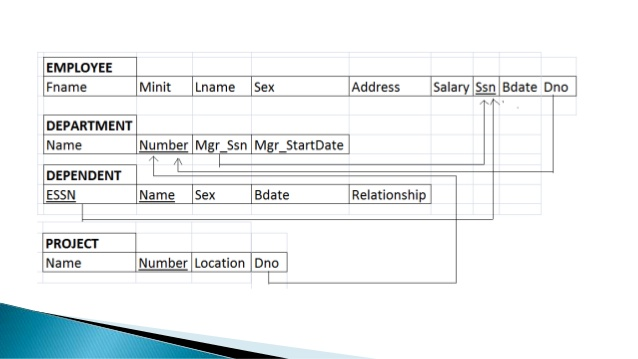 EMPLOYEE
Fname Minit Lname Sex Address Salary Ssn Bdate Dno
DEPARTMENT
Name Number Mgr_Ssn Mgr_StartDate
DEPENDENT
ESSN Name Sex Bdate Relationship
PROJECT
Name Number Location Dno